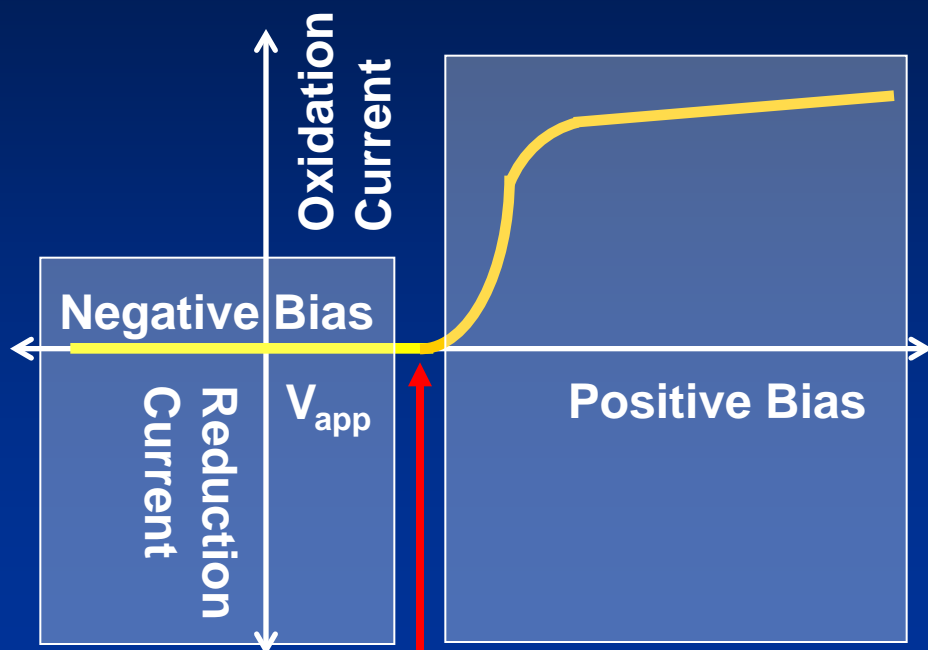 Oxidation
Current
Negative Bias
Reduction
Current
Vapp
Positive Bias